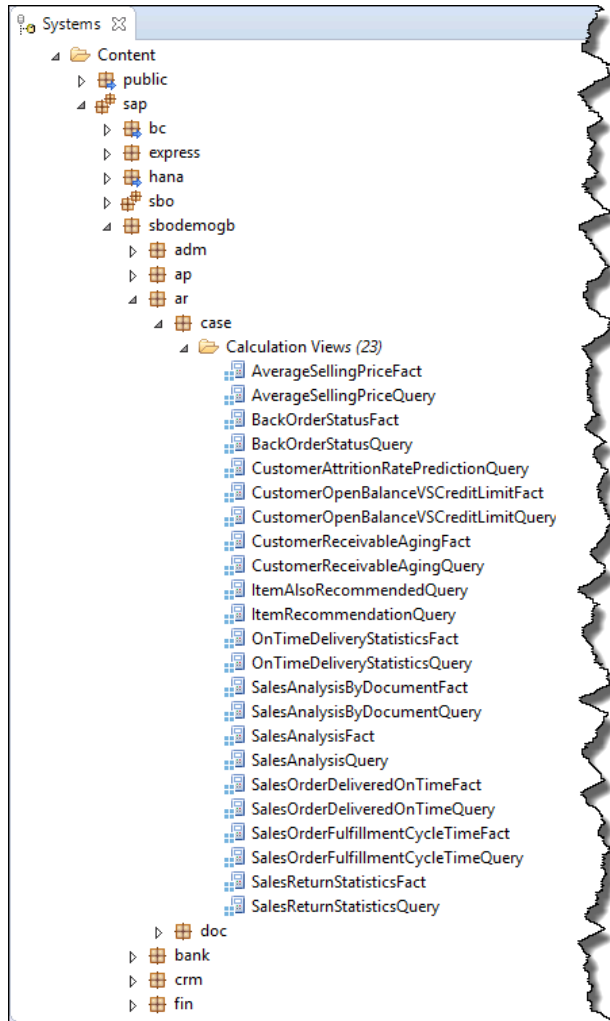 Systems
Content
public
sap
bc
express
hana
sbo
sbodemogb
adm
ap
ar
case
Calculation Views (23)
AverageSellingPriceFact
AverageSellingPriceQuery
BackOrderStatusFact
BackOrderStatusQuery
CustomerAttritionRatePredictionQuery
CustomerOpenBalanceVSCreditLimitFact
CustomerOpenBalanceVSCreditLimitQuery
CustomerReceivableAgingFact
CustomerReceivableAgingQuery
ItemAlsoRecommendedQuery
ItemRecommendationQuery
OnTimeDeliveryStatisticsFact
OnTimeDeliveryStatisticsQuery
SalesAnalysisByDocumentFact
SalesAnalysisByDocumentQuery
SalesAnalysisFact
SalesAnalysisQuery
SalesOrderDeliveredOnTimeFact
SalesOrderDeliveredOnTimeQuery
SalesOrderFulfillmentCycleTimeFact
SalesOrderFulfillmentCycleTimeQuery
SalesReturnStatisticsFact
SalesReturnStatisticsQuery
doc
bank
crm
fin